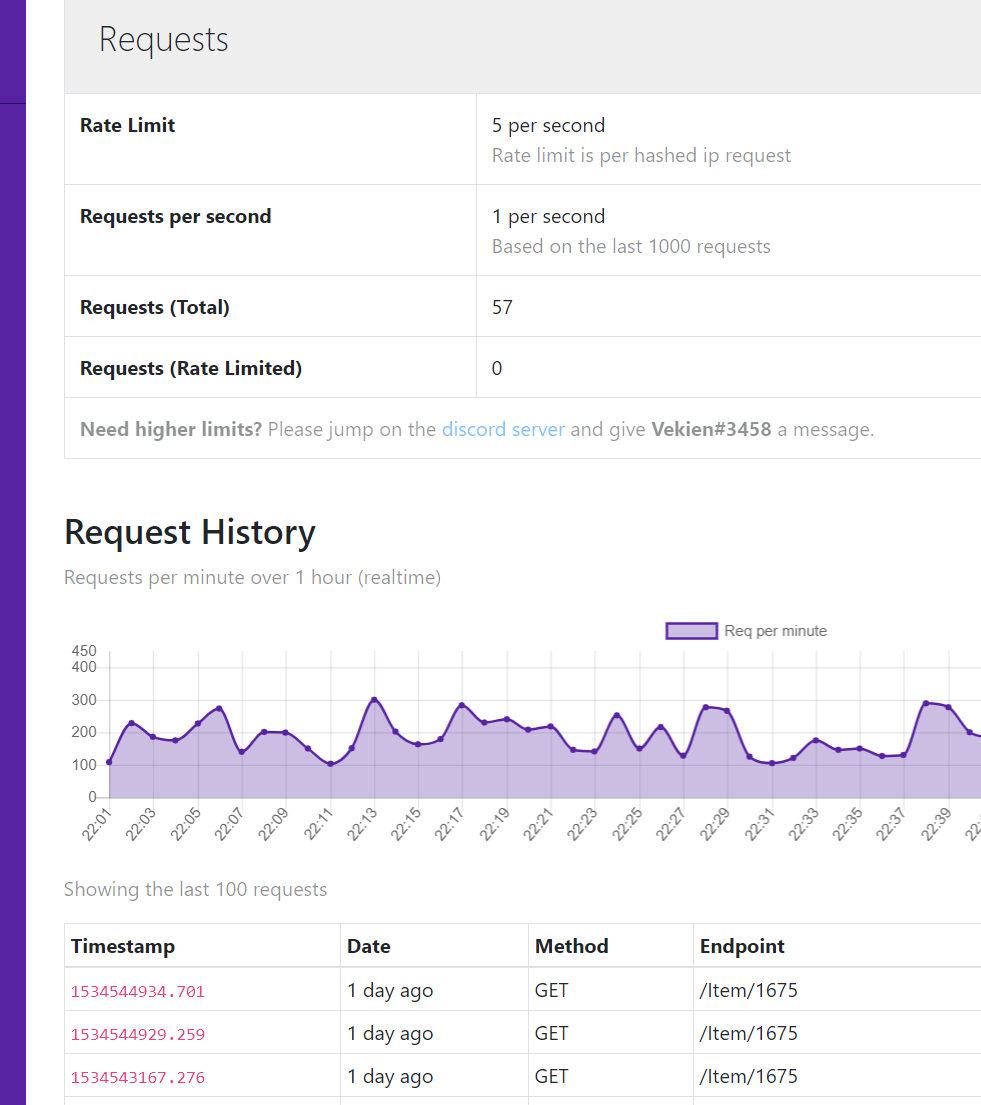 Requests
Rate Limit
5 per second
Rate limit is per hashed ip request
Requests per second
1 per second
Based on the last 1000 requests
Requests (Total)
57
Requests (Rate Limited)
0
Need higher limits? Please jump on the discord server and give Vekien#3458 a message.
Request History
Requests per minute over 1 hour (realtime)
Req per minute
450
400
300
200
100
0
22:01 22:03 22:05 22:07 22:09 22:11 22:13 22:15 22:17 22:19 22:21 22:23 22:25 22:27 22:29 22:31 22:33 22:35 22:37 22:39
Showing the last 100 requests
Timestamp Date Method Endpoint
1534544934.701 1 day ago GET /Item/1675
1534544929.259 1 day ago GET /Item/1675
1534543167.276 1 day ago GET /Item/1675